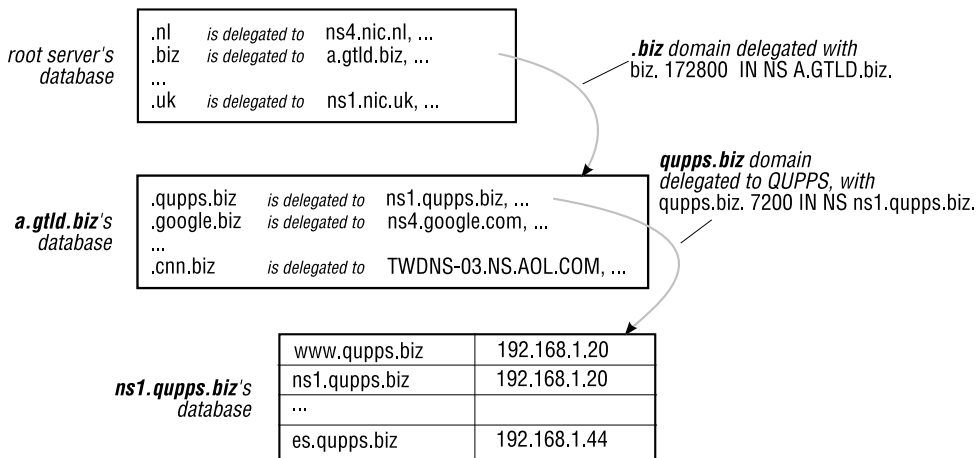 root server's
database
.nl is delegated to ns4.nic.nl, ...
.biz is delegated to a.gtld.biz, ...
...
.uk is delegated to ns1.nic.uk, ...
.biz domain delegated with
biz. 172800 IN NS A.GTLD.biz.
a.gtld.biz's
database
.qupps.biz is delegated to ns1.qupps.biz, ...
.google.biz is delegated to ns4.google.com, ...
...
.cnn.biz is delegated to TWDNS-03.NS.AOL.COM, ...
qupps.biz domain
delegated to QUPPS, with
qupps.biz. 7200 IN NS ns1.qupps.biz.
ns1.qupps.biz's
database
www.qupps.biz 192.168.1.20
ns1.qupps.biz 192.168.1.20
...
es.qupps.biz 192.168.1.44